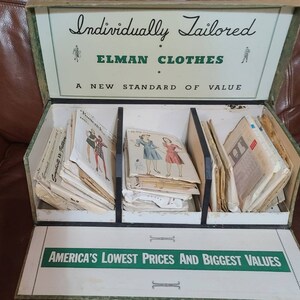 Individually Tailored
ELMAN CLOTHES
A NEW STANDARD OF VALUE
AMERICA'S LOWEST PRICES AND BIGGEST VALUES